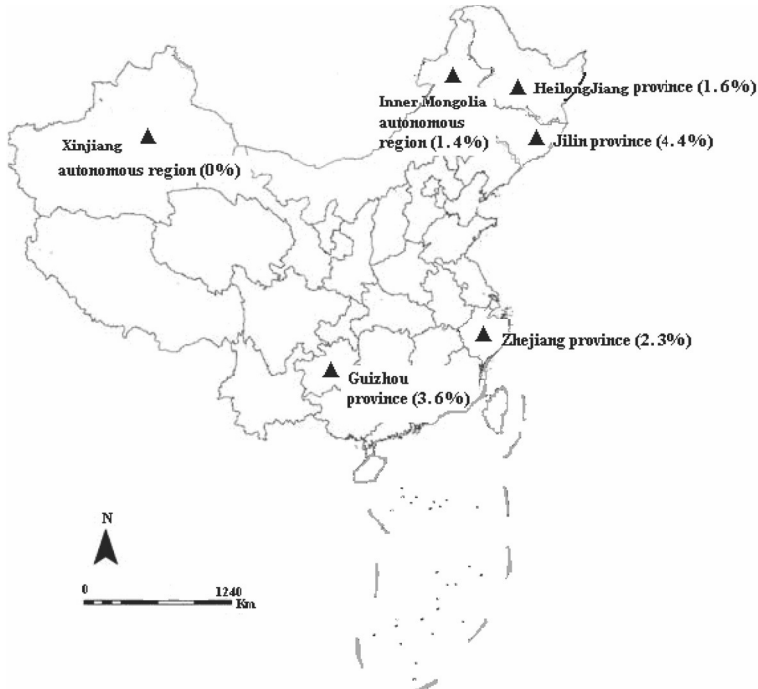 HeilongJiang province (1.6%)
Inner Mongolia
autonomous
region (1.4%)
Jilin province (4.4%)
Xinjiang
autonomous region (0%)
Zhejiang province (2.3%)
Guizhou
province (3.6%)
N
0 1240
Km